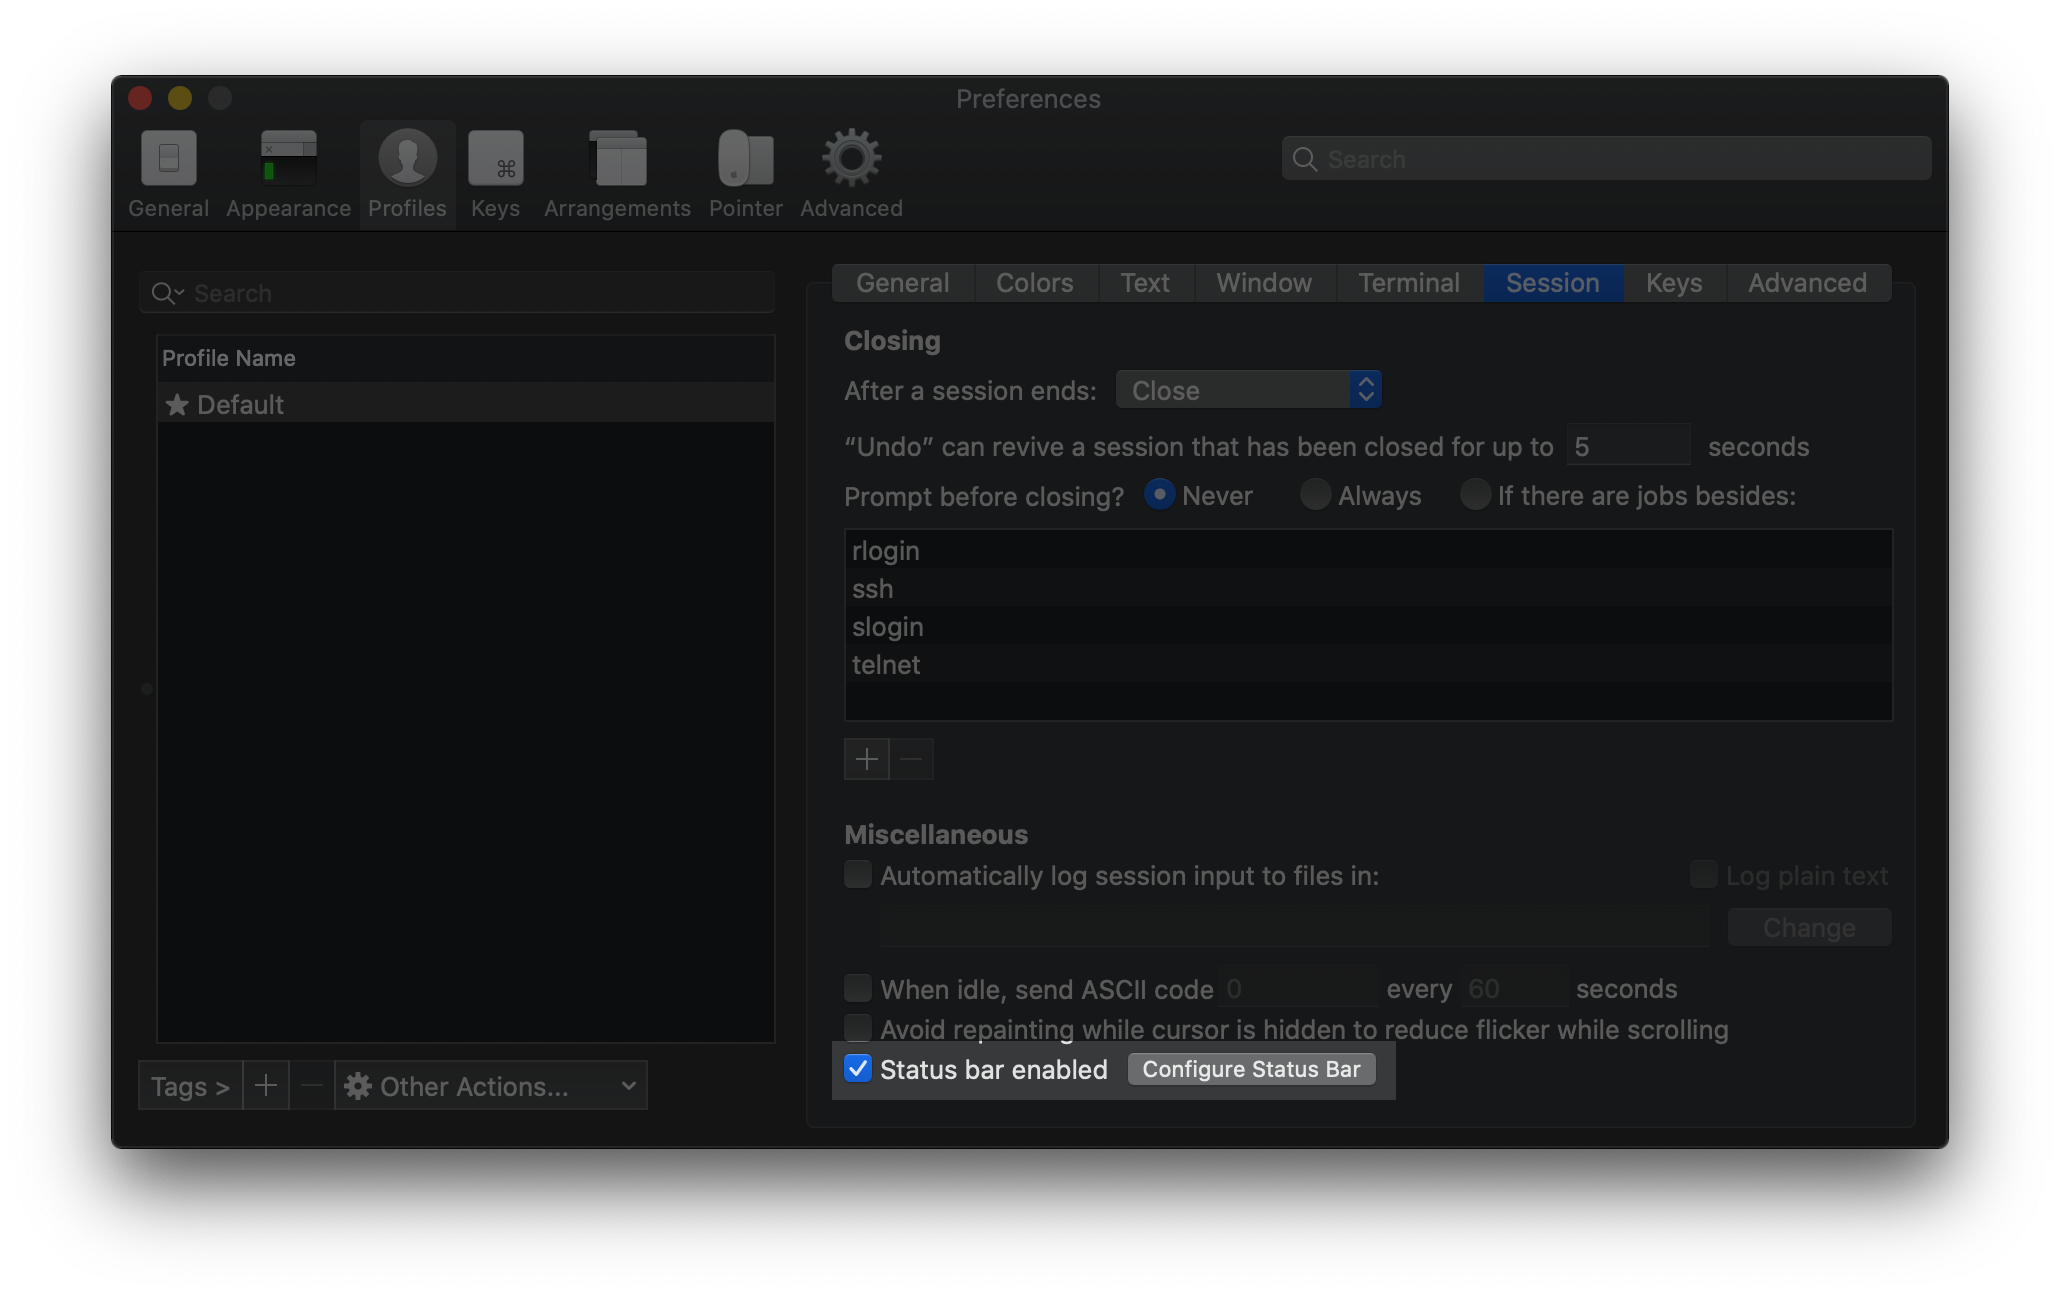 Preferences
Search
General Appearance Profiles Keys Arrangements Pointer Advanced
Search
General Colors Text Window Terminal Session Keys Advanced
Profile Name
Default
Closing
After a session ends: Close
“Undo” can revive a session that has been closed for up to 5 seconds
Prompt before closing? Never Always If there are jobs besides:
rlogin
ssh
slogin
telnet
Miscellaneous
Automatically log session input to files in: Log plain text
Change
When idle, send ASCII code 0 every 60 seconds
Avoid repainting while cursor is hidden to reduce flicker while scrolling
Status bar enabled Configure Status Bar
Tags > Other Actions...